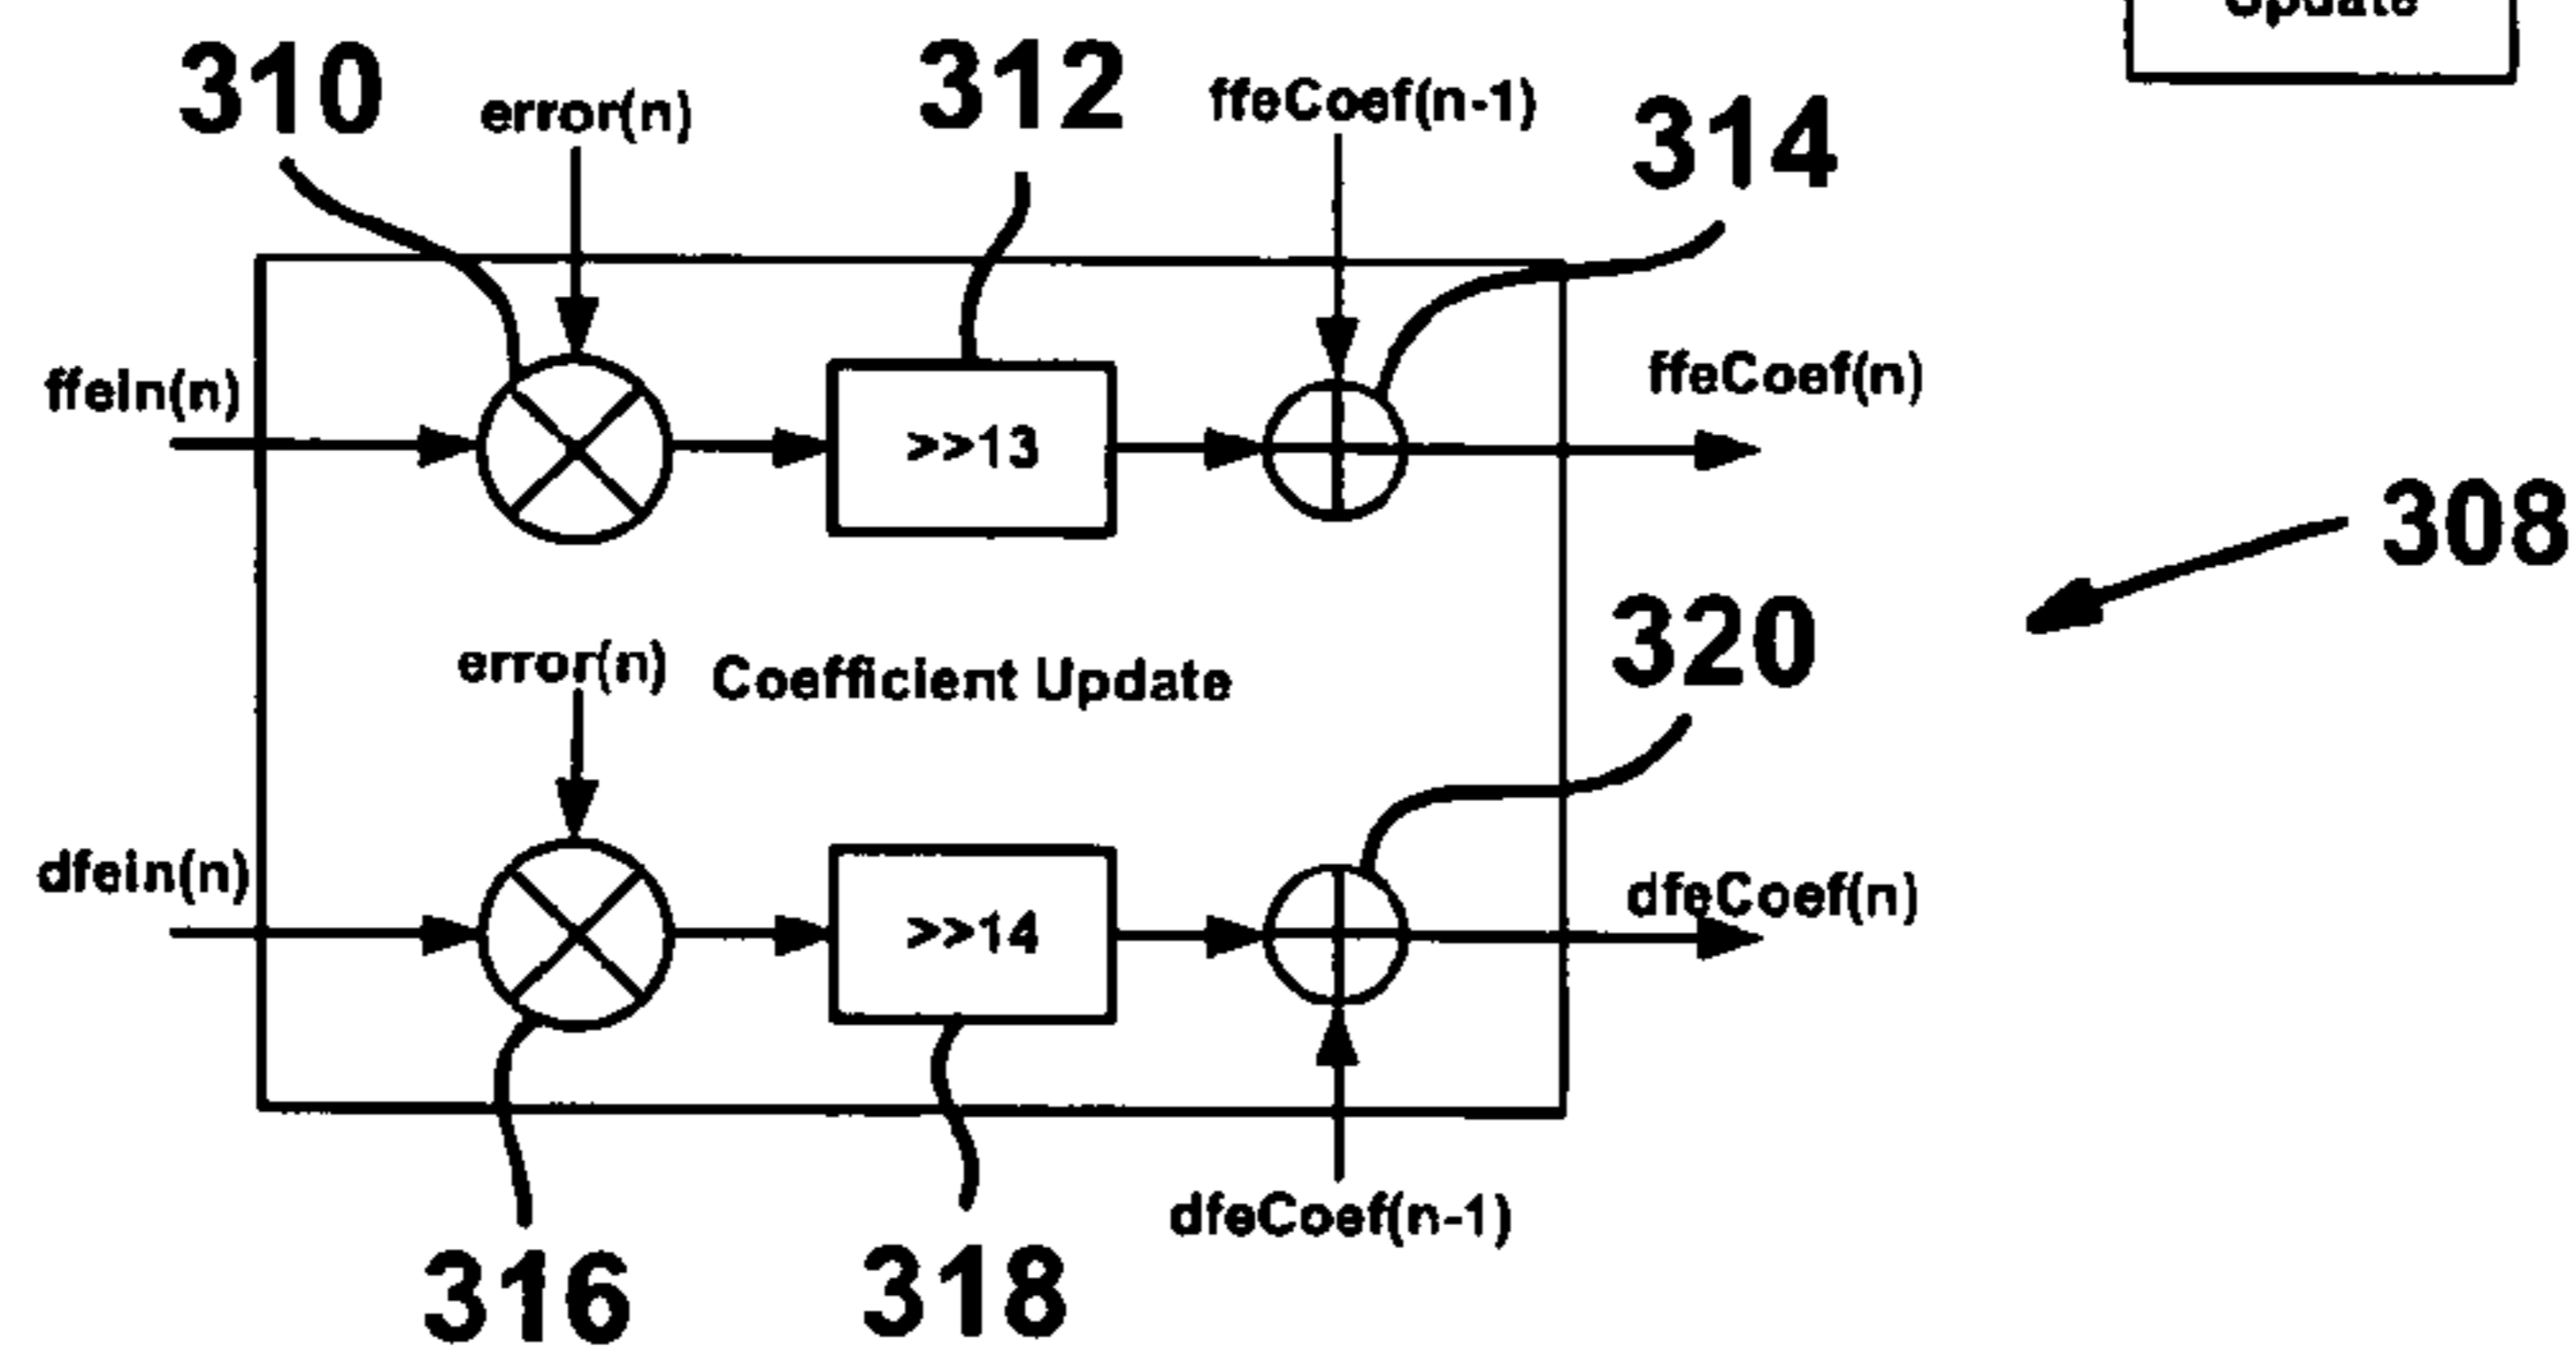 Update
310
error(n)
312
ffeCoef(n-1)
314
ffein(n)
>>13
ffeCoef(n)
308
error(n)
Coefficient Update
320
dfein(n)
>>14
dfeCoef(n)
dfeCoef(n-1)
316
318